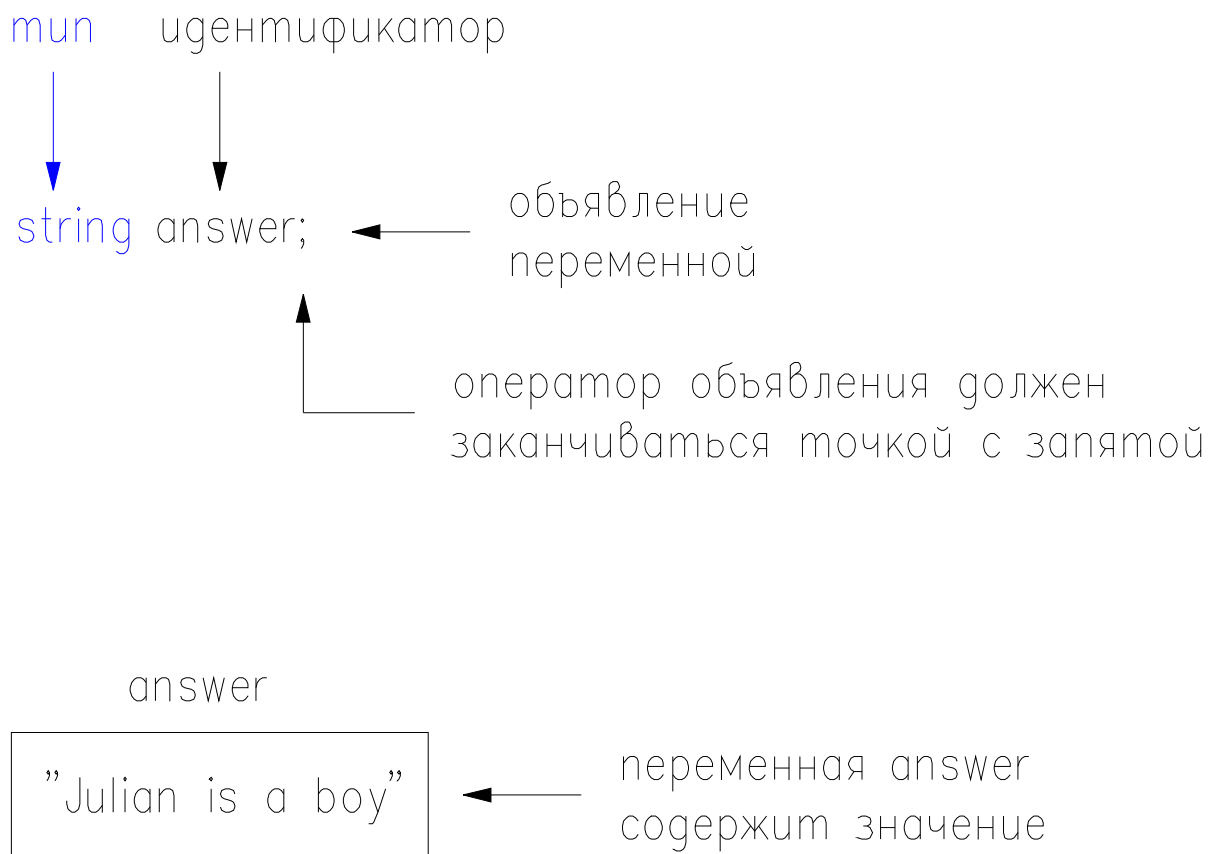 тип идентификатор
string answer;
объявление
переменной
оператор объявления должен
заканчиваться точкой с запятой
answer
"Julian is a boy"
переменная answer
содержит значение